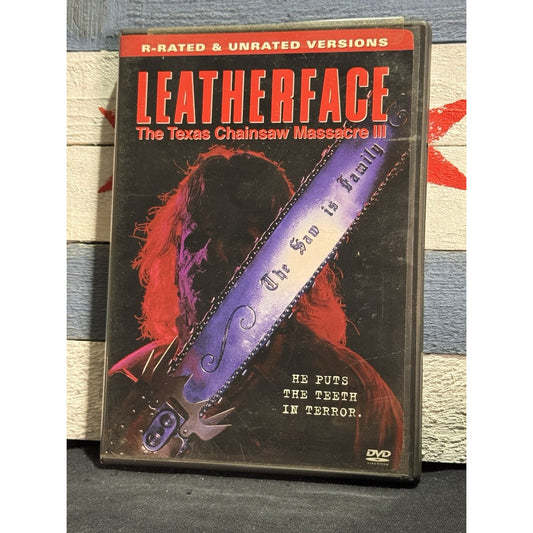 R-RATED & UNRATED VERSIONS
LEATHERFACE
The Texas Chainsaw Massacre III
The Saw is Family
HE PUTS
THE TEETH
IN TERROR.
DVD
VIDEO